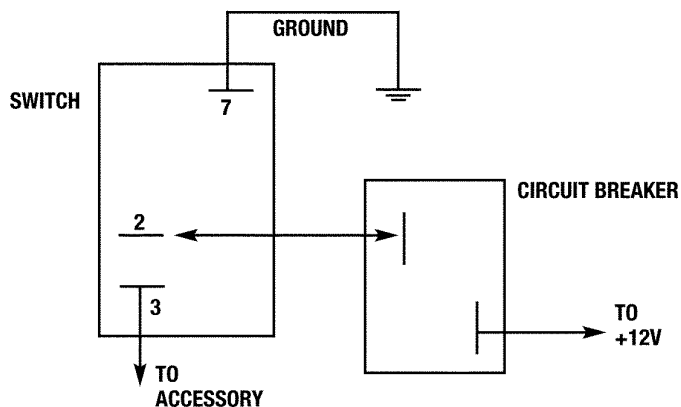 GROUND
SWITCH
7
CIRCUIT BREAKER
2
3
TO
+12V
TO
ACCESSORY